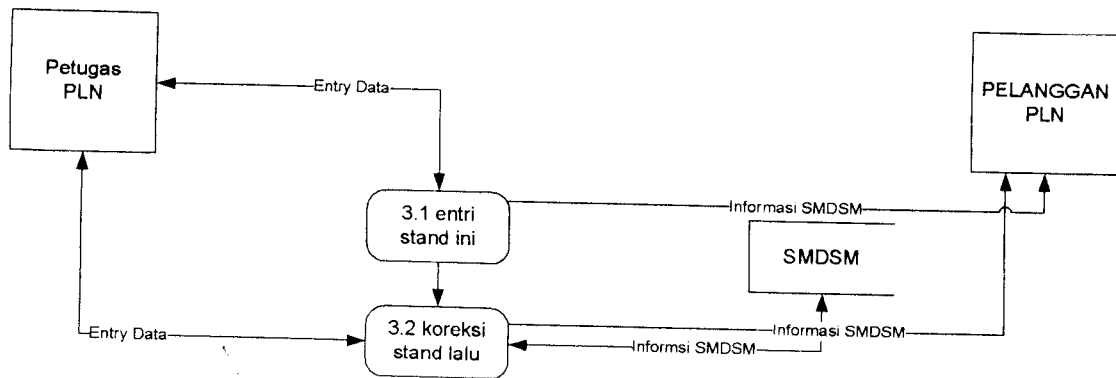 Petugas
PLN
Entry Data
PELANGGAN
PLN
3.1 entri
stand ini
Informasi SMDSM
SMDSM
3.2 koreksi
stand lalu
Entry Data
Informasi SMDSM
Informsi SMDSM